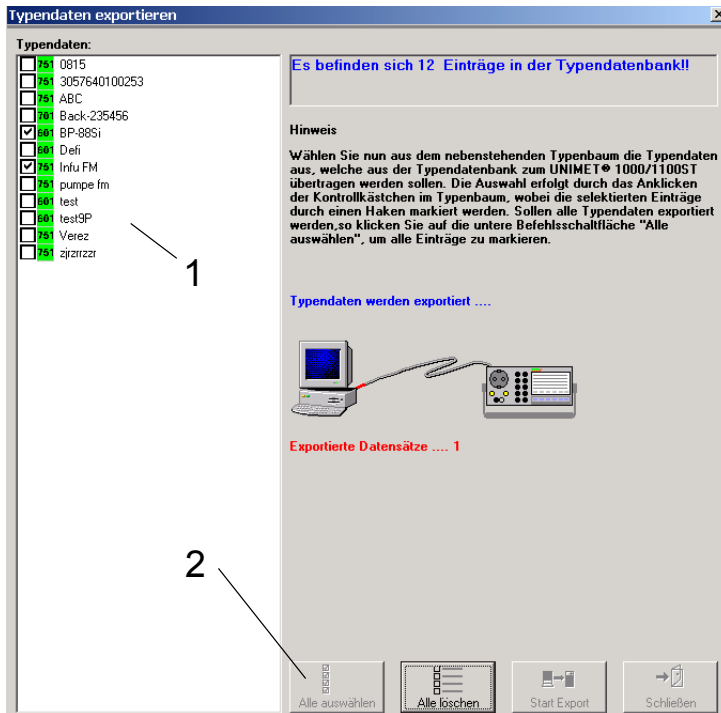 Typendaten exportieren
Typendaten:
751 0815
751 3057640100253
751 ABC
701 Back-235456
601 BP-88Si
601 Defi
751 Infu FM
751 pumpe fm
601 test
601 test9P
751 Verez
751 zjrzrrzzr
1
Es befinden sich 12 Einträge in der Typendatenbank!!
Hinweis
Wählen Sie nun aus dem nebenstehenden Typenbaum die Typendaten
aus, welche aus der Typendatenbank zum UNIMET® 1000/1100ST
übertragen werden sollen. Die Auswahl erfolgt durch das Anklicken
der Kontrollkästchen im Typenbaum, wobei die selektierten Einträge
durch einen Haken markiert werden. Sollen alle Typendaten exportiert
werden,so klicken Sie auf die untere Befehlsschaltfläche "Alle
auswählen", um alle Einträge zu markieren.
Typendaten werden exportiert ....
Exportierte Datensätze .... 1
2
Alle auswählen
Alle löschen
Start Export
Schließen